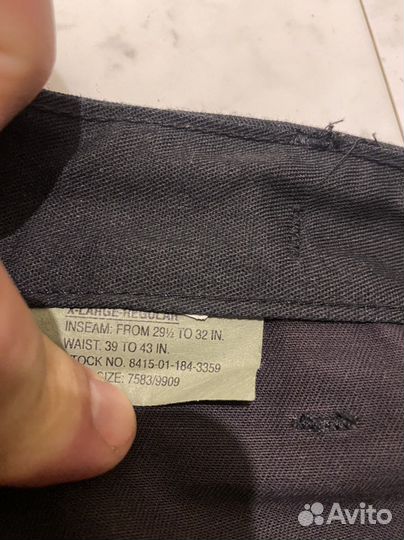 X-LARGE-REGULAR
INSEAM: FROM 29½ TO 32 IN.
WAIST. 39 TO 43 IN.
STOCK NO. 8415-01-184-3359
SIZE: 7583/9909
Avito